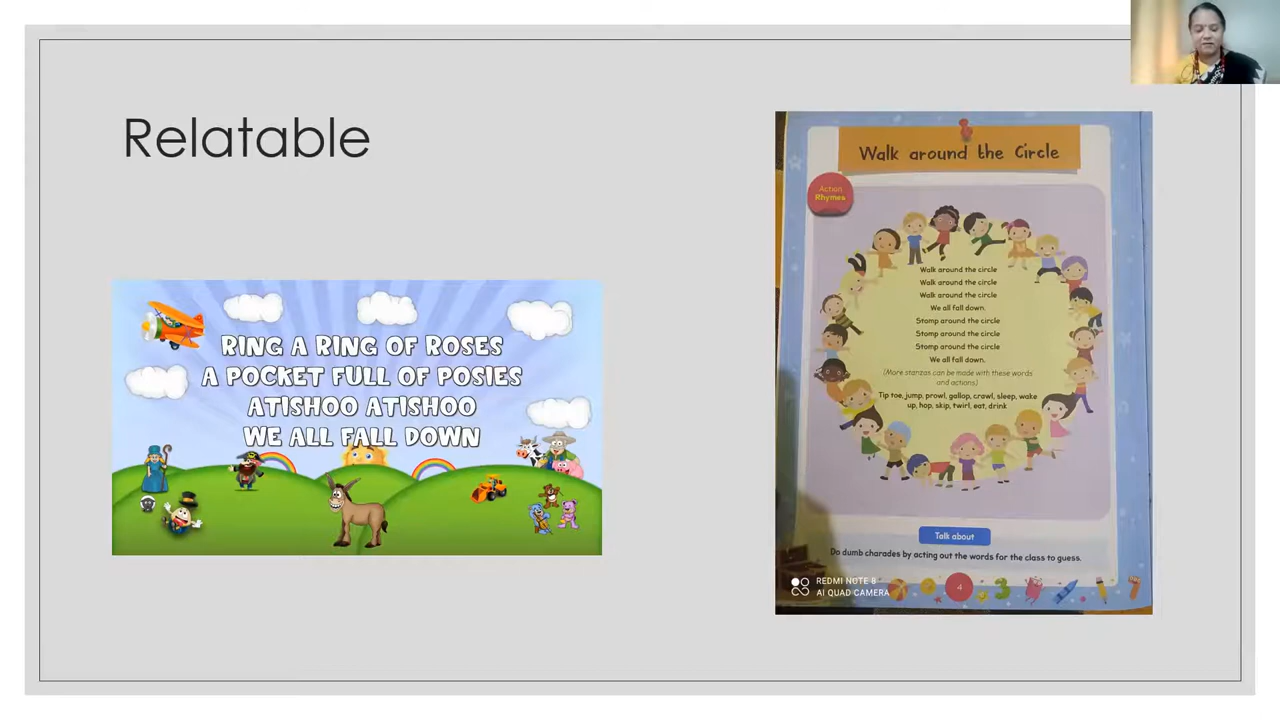 Relatable
RING A RING OF ROSES
A POCKET FULL OF POSIES
ATISHOO ATISHOO
WE ALL FALL DOWN
Walk around the Circle
Action
Rhymes
Walk around the circle
Walk around the circle
Walk around the circle
We all fall down.
Stomp around the circle
Stomp around the circle
Stomp around the circle
We all fall down.
(More stanzas can be made with these words
and actions)
Tip toe, jump, prowl, gallop, crawl, sleep, wake
up, hop, skip, twirl, eat, drink
Talk about
Do dumb charades by acting out the words for the class to guess.
REDMI NOTE 8
AI QUAD CAMERA
4
3
7